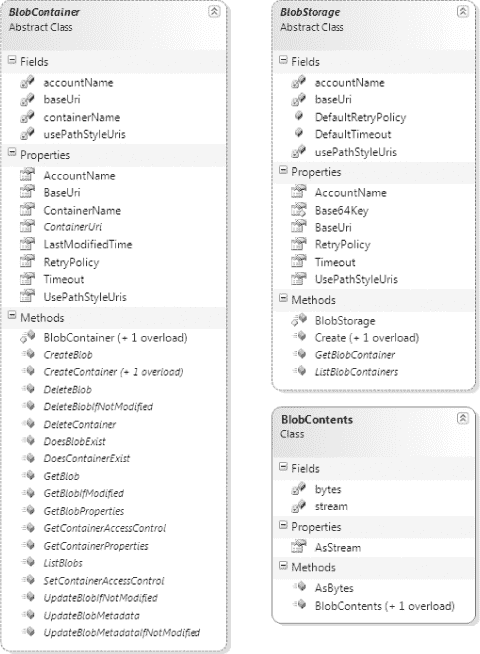 BlobContainer
Abstract Class
Fields
accountName
baseUri
containerName
usePathStyleUris
Properties
AccountName
BaseUri
ContainerName
ContainerUri
LastModifiedTime
RetryPolicy
Timeout
UsePathStyleUris
Methods
BlobContainer (+ 1 overload)
CreateBlob
CreateContainer (+ 1 overload)
DeleteBlob
DeleteBlobIfNotModified
DeleteContainer
DoesBlobExist
DoesContainerExist
GetBlob
GetBlobIfModified
GetBlobProperties
GetContainerAccessControl
GetContainerProperties
ListBlobs
SetContainerAccessControl
UpdateBlobIfNotModified
UpdateBlobMetadata
UpdateBlobMetadataIfNotModified
BlobStorage
Abstract Class
Fields
accountName
baseUri
DefaultRetryPolicy
DefaultTimeout
usePathStyleUris
Properties
AccountName
Base64Key
BaseUri
RetryPolicy
Timeout
UsePathStyleUris
Methods
BlobStorage
Create (+ 1 overload)
GetBlobContainer
ListBlobContainers
BlobContents
Class
Fields
bytes
stream
Properties
AsStream
Methods
AsBytes
BlobContents (+ 1 overload)